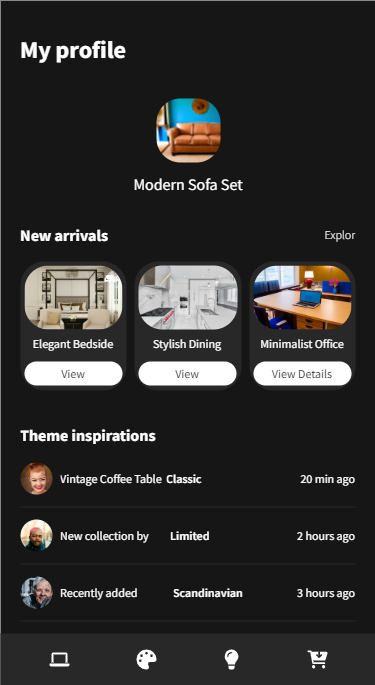 My profile
Modern Sofa Set
New arrivals Explor
Elegant Bedside Stylish Dining Minimalist Office
View View View Details
Theme inspirations
Vintage Coffee Table Classic 20 min ago
New collection by Limited 2 hours ago
Recently added Scandinavian 3 hours ago